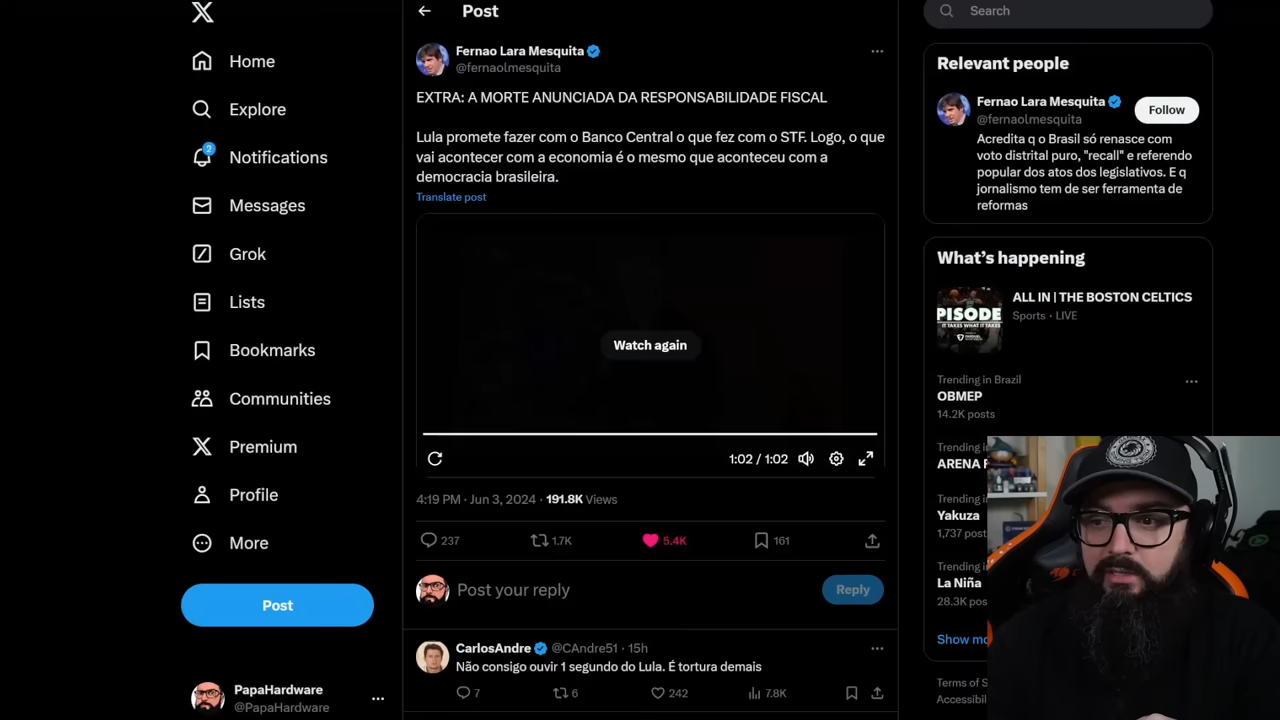 Home
Explore
2
Notifications
Messages
Grok
Lists
Bookmarks
Communities
Premium
Profile
More
Post
PapaHardware
@PapaHardware
Post
Fernao Lara Mesquita
@fernaolmesquita
EXTRA: A MORTE ANUNCIADA DA RESPONSABILIDADE FISCAL
Lula promete fazer com o Banco Central o que fez com o STF. Logo, o que
vai acontecer com a economia é o mesmo que aconteceu com a
democracia brasileira.
Translate post
Watch again
1:02 / 1:02
4:19 PM · Jun 3, 2024 · 191.8K Views
237 1.7K 5.4K 161
Post your reply
Reply
CarlosAndre @CAndre51 · 15h
Não consigo ouvir 1 segundo do Lula. É tortura demais
7 6 242 7.8K
Search
Relevant people
Fernao Lara Mesquita
@fernaolmesquita
Follow
Acredita q o Brasil só renasce com
voto distrital puro, "recall" e referendo
popular dos atos dos legislativos. E q
jornalismo tem de ser ferramenta de
reformas
What's happening
PISODE
IT TAKES WHAT IT TAKES
ALL IN | THE BOSTON CELTICS
Sports · LIVE
Trending in Brazil
OBMEP
14.2K posts
Trending in
ARENA
Trending in
Yakuza
1,737 post
Trending in
La Niña
28.3K pos
Show mo
Terms of S
Accessibil